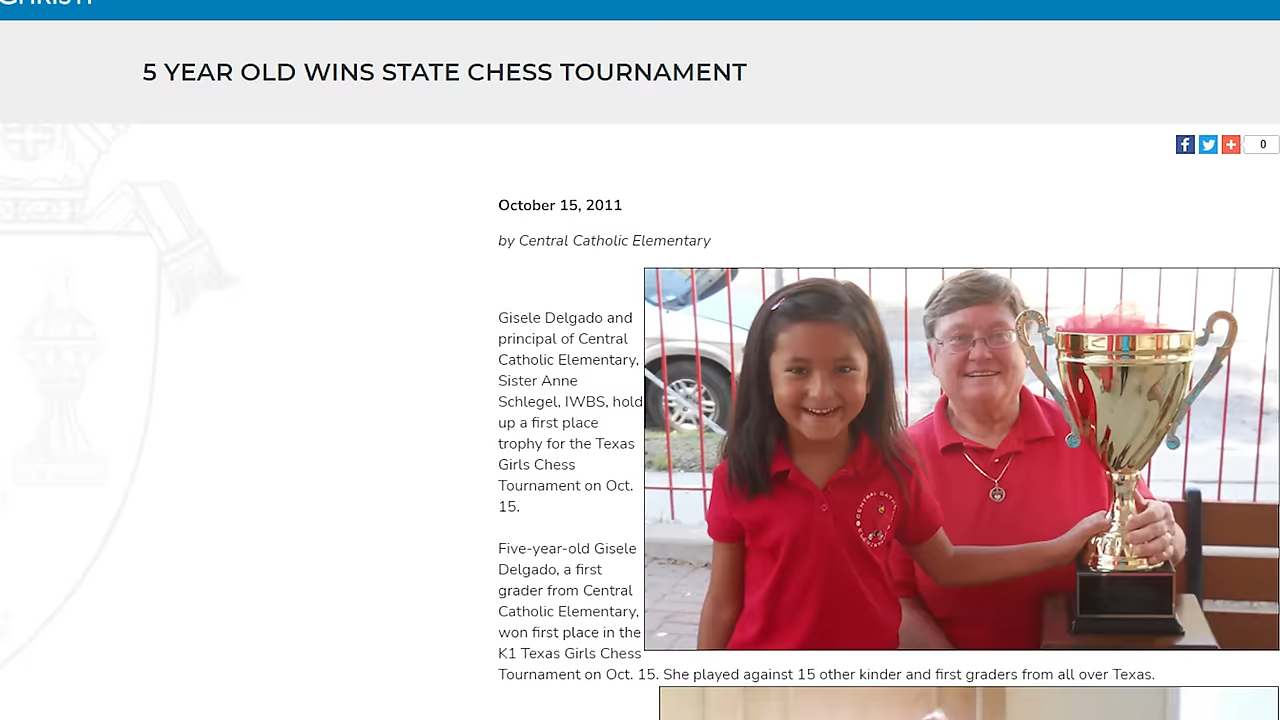 5 YEAR OLD WINS STATE CHESS TOURNAMENT
0
October 15, 2011
by Central Catholic Elementary
Gisele Delgado and
principal of Central
Catholic Elementary,
Sister Anne
Schlegel, IWBS, hold
up a first place
trophy for the Texas
Girls Chess
Tournament on Oct.
15.
Five-year-old Gisele
Delgado, a first
grader from Central
Catholic Elementary,
won first place in the
K1 Texas Girls Chess
Tournament on Oct. 15. She played against 15 other kinder and first graders from all over Texas.